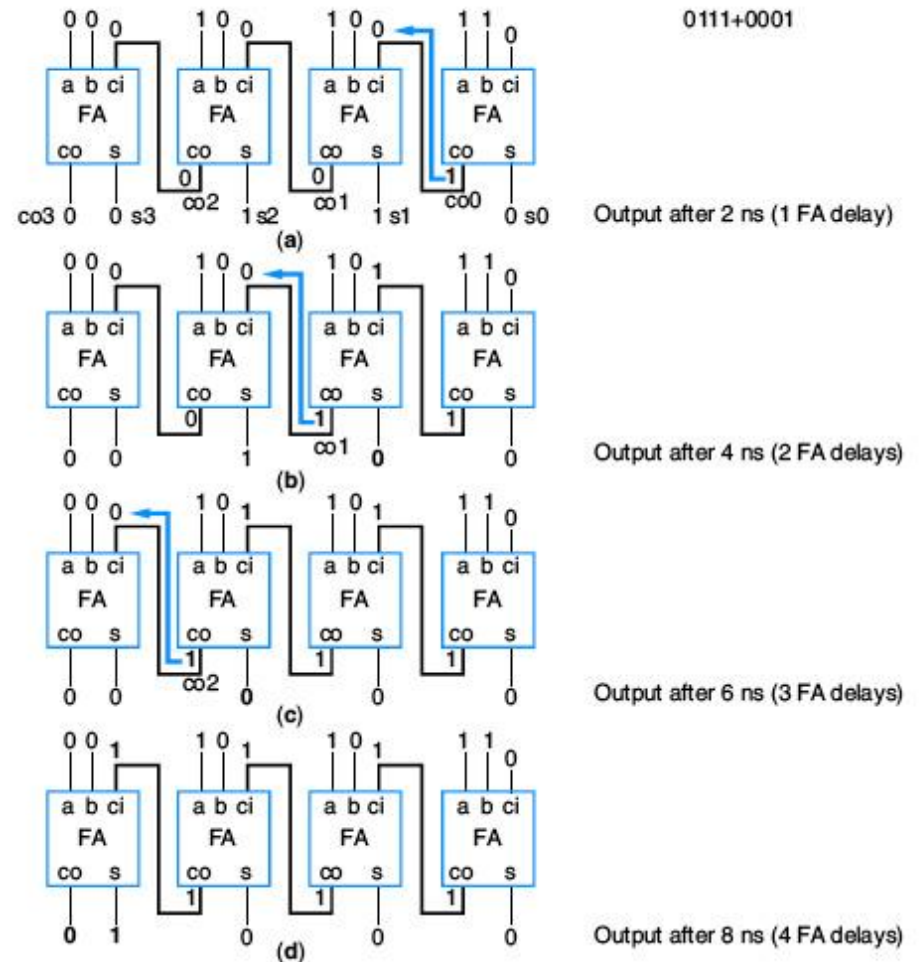 0 0 0 1 0 0 1 0 0 1 1 0 0111+0001
a b ci a b ci a b ci a b ci
FA FA FA FA
co s co s co s co s
0 0 1
co3 0 0 s3 co2 1 s2 co1 1 s1 co0 0 s0 Output after 2 ns (1 FA delay)
(a)
0 0 0 1 0 0 1 0 1 1 1 0
a b ci a b ci a b ci a b ci
FA FA FA FA
co s co s co s co s
0 1 1
co1
0 0 1 0 0 Output after 4 ns (2 FA delays)
(b)
0 0 0 1 0 1 1 0 1 1 1 0
a b ci a b ci a b ci a b ci
FA FA FA FA
co s co s co s co s
1 1 1
co2
0 0 0 0 0 Output after 6 ns (3 FA delays)
(c)
0 0 1 1 0 1 1 0 1 1 1 0
a b ci a b ci a b ci a b ci
FA FA FA FA
co s co s co s co s
1 1 1
0 1 0 0 0 Output after 8 ns (4 FA delays)
(d)